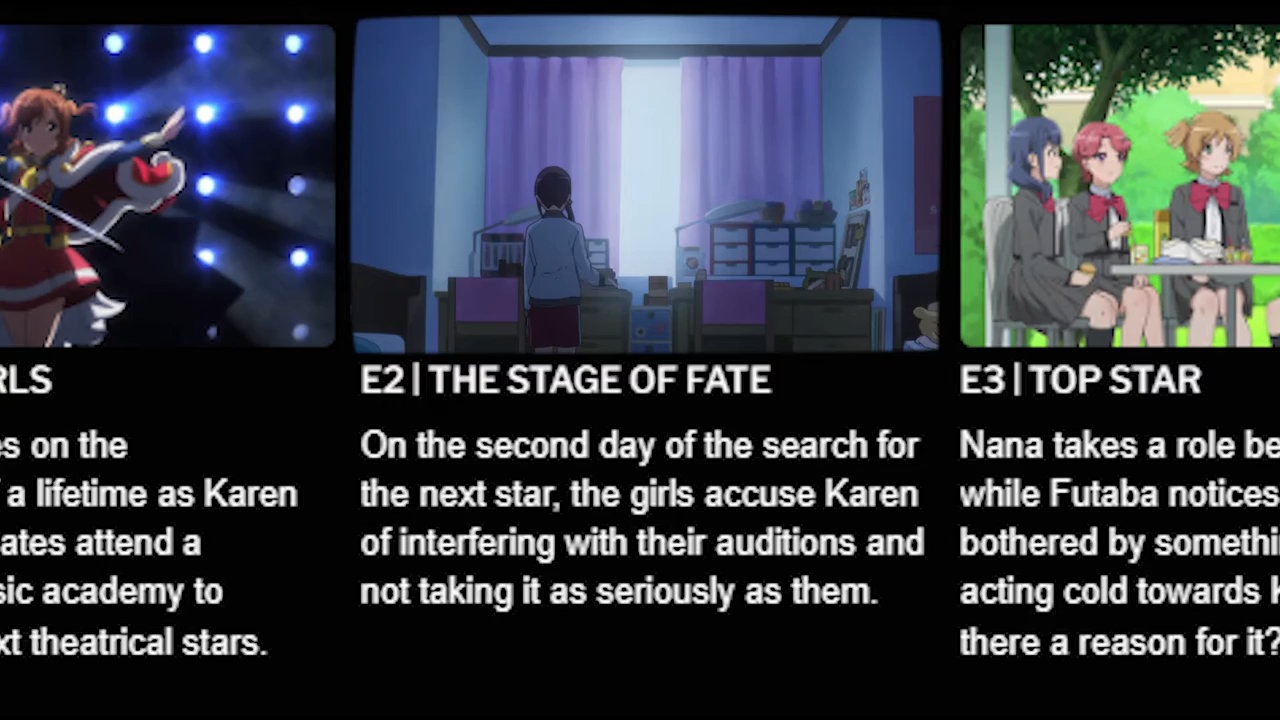 RLS
es on the
a lifetime as Karen
ates attend a
sic academy to
xt theatrical stars.
E2 | THE STAGE OF FATE
On the second day of the search for
the next star, the girls accuse Karen
of interfering with their auditions and
not taking it as seriously as them.
E3 | TOP STAR
Nana takes a role be
while Futaba notices
bothered by somethi
acting cold towards K
there a reason for it?